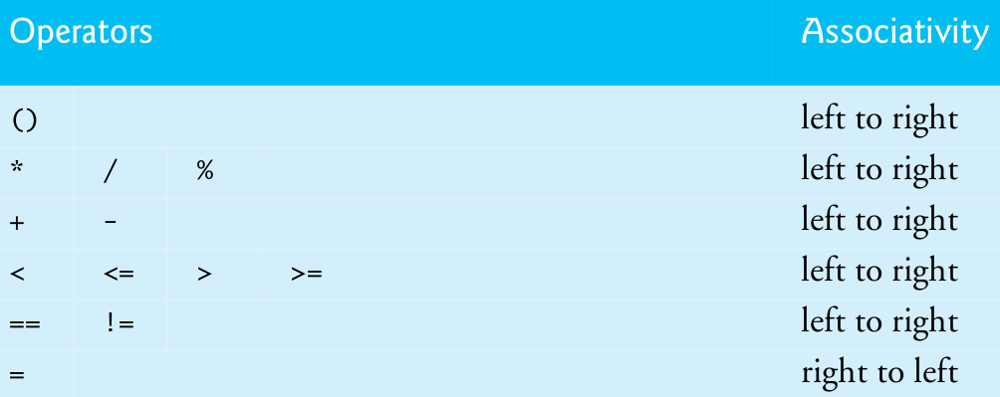 Operators Associativity
() left to right
* / % left to right
+ - left to right
< <= > >= left to right
== != left to right
= right to left